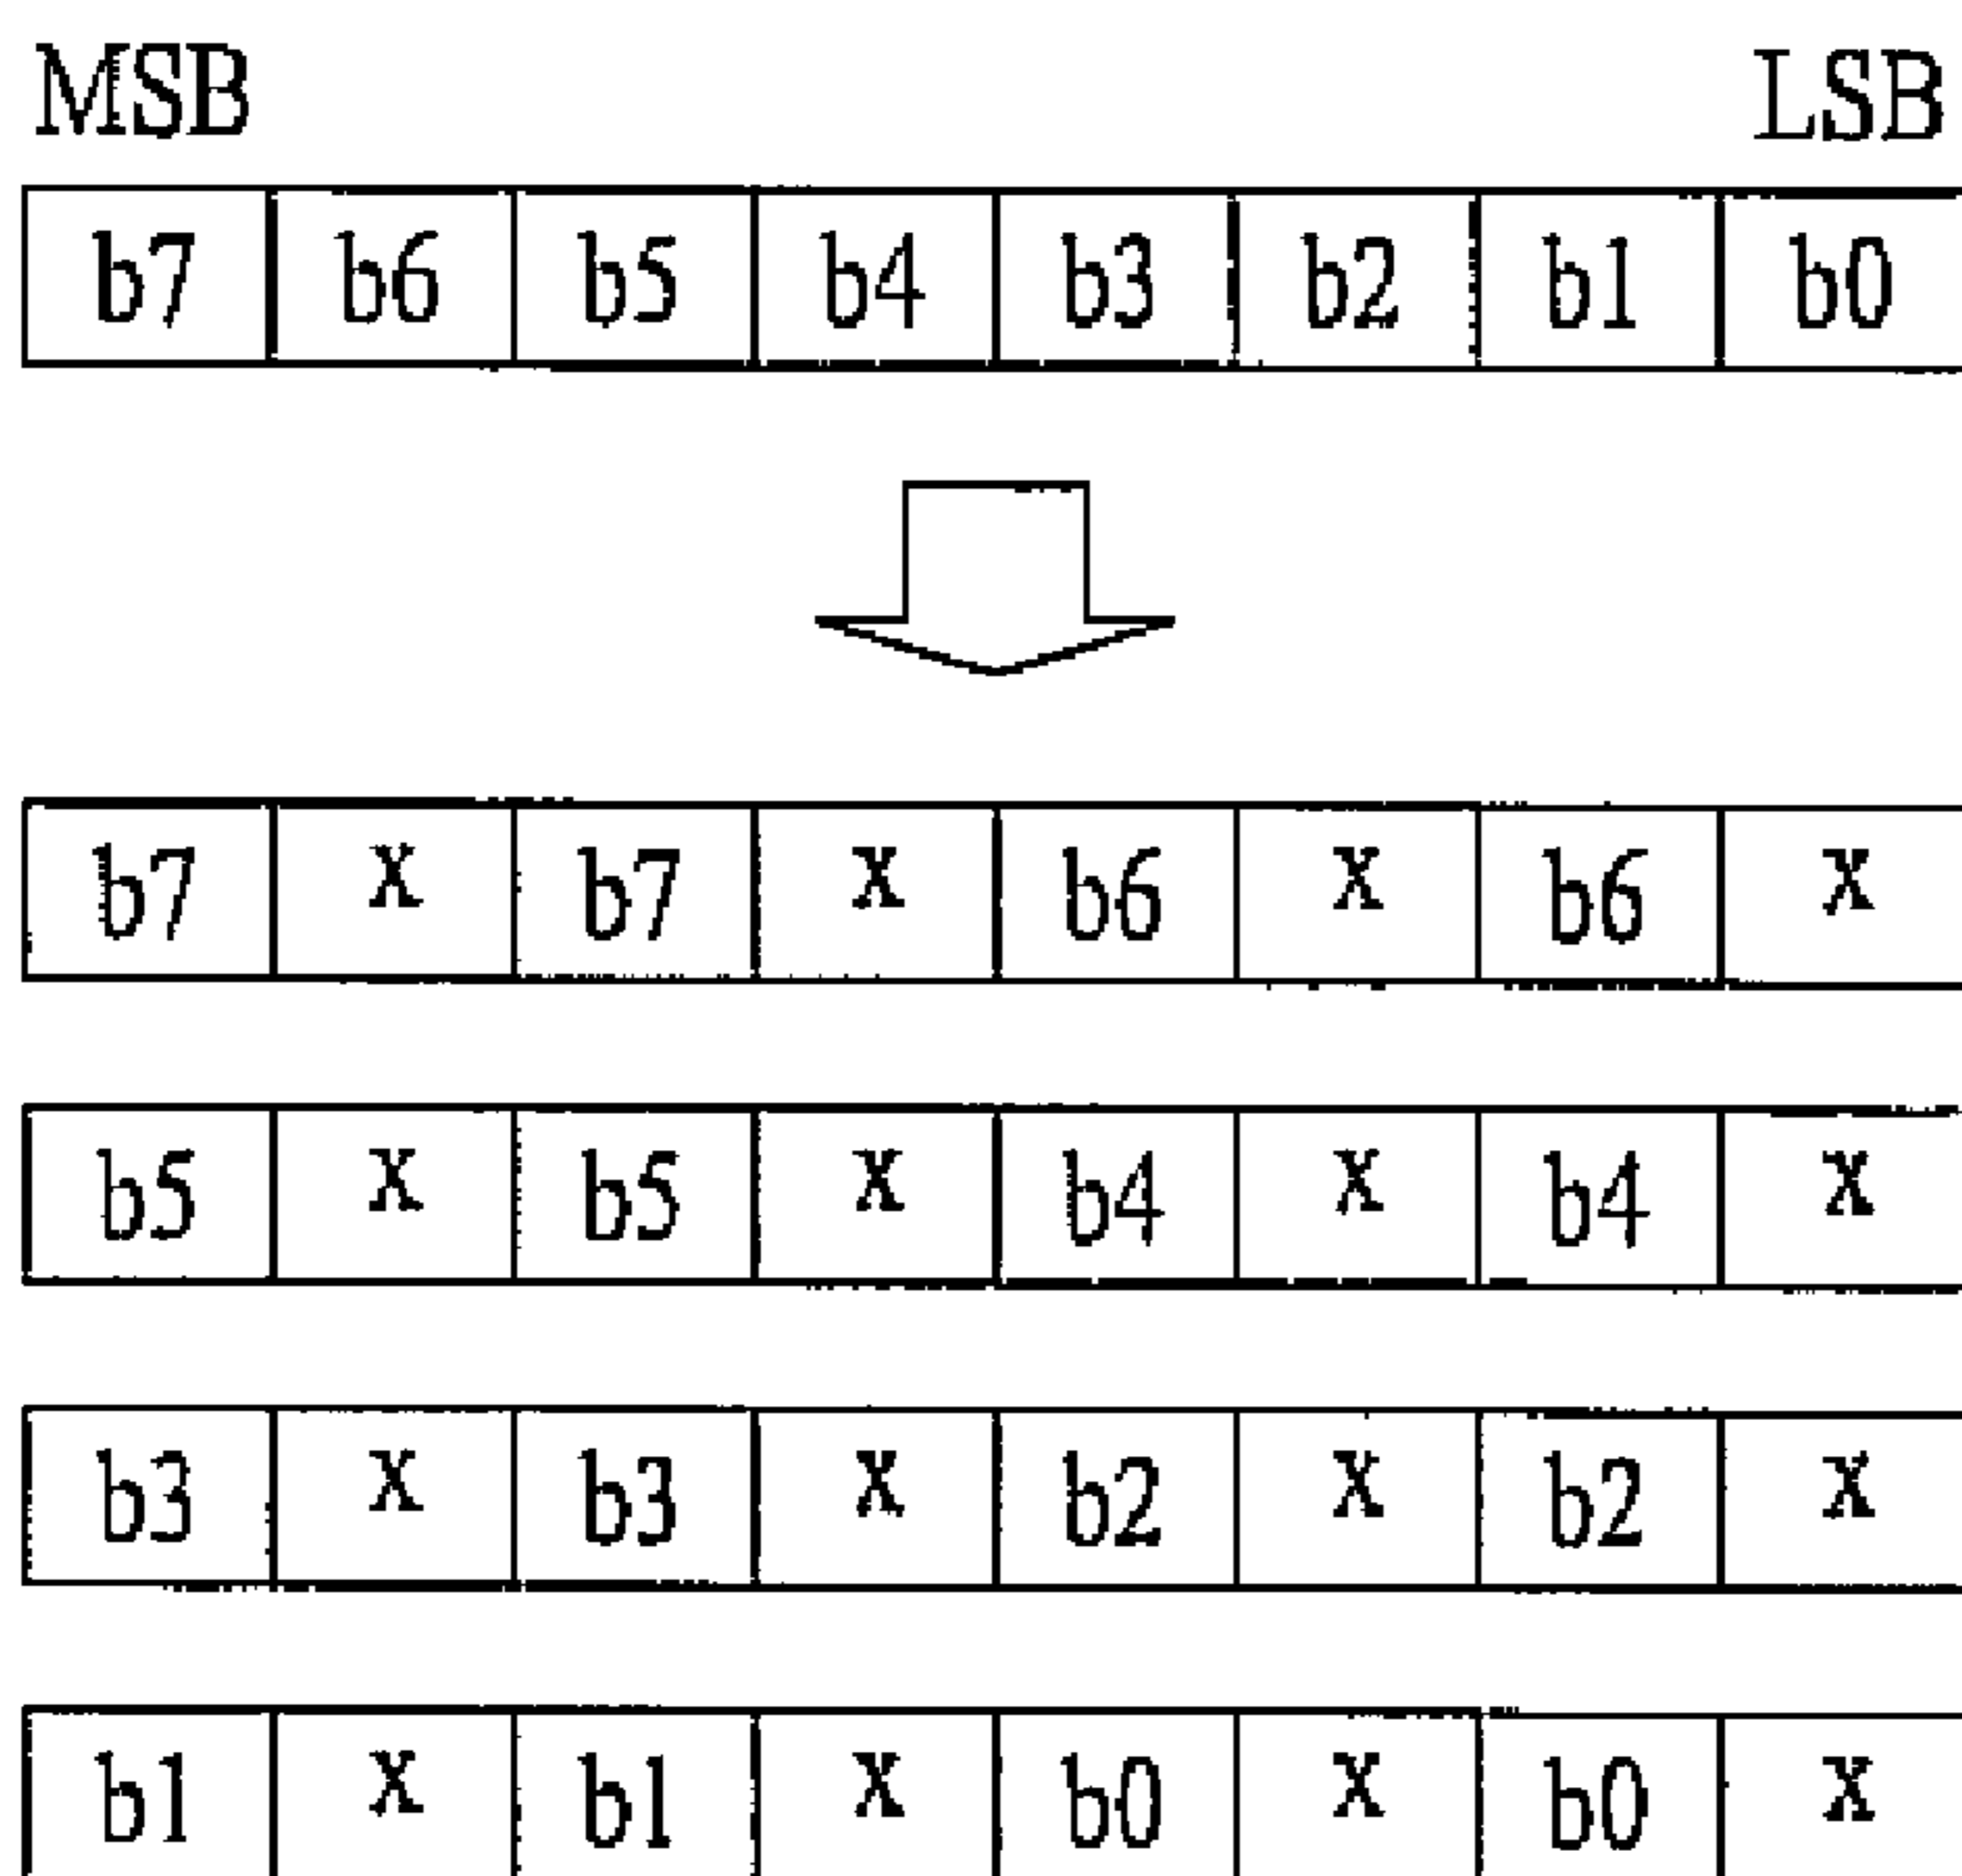 MSB LSB
b7 b6 b5 b4 b3 b2 b1 b0
b7 x b7 x b6 x b6 x
b5 x b5 x b4 x b4 x
b3 x b3 x b2 x b2 x
b1 x b1 x b0 x b0 x